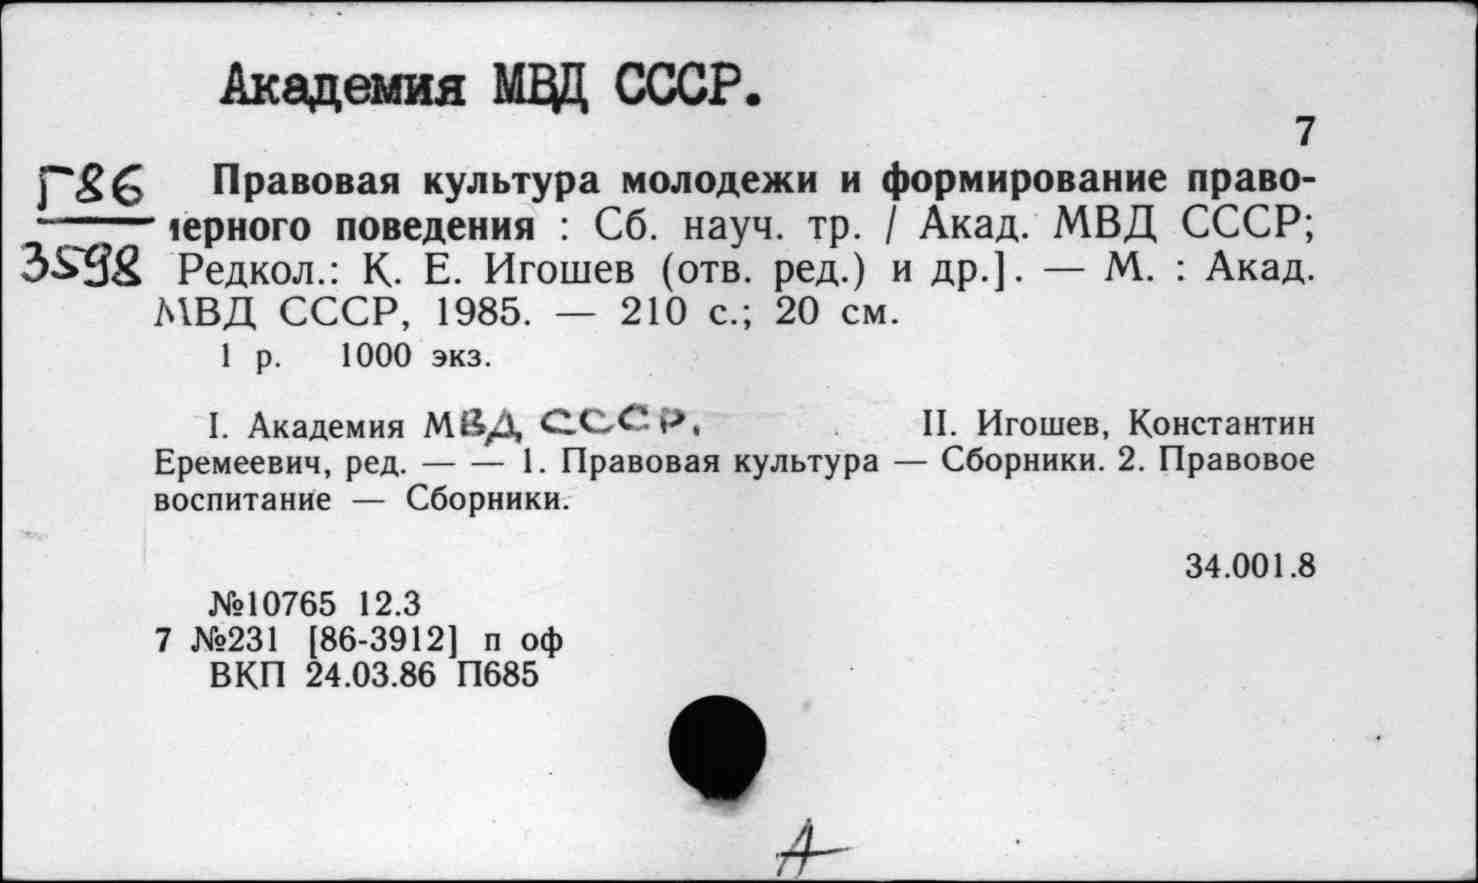 Академия МВД СССР.
7
Г86 Правовая культура молодежи и формирование право-
мерного поведения : Сб. науч. тр. / Акад. МВД СССР;
3598 Редкол.: К. Е. Игошев (отв. ред.) и др.]. — М. : Акад.
МВД СССР, 1985. — 210 с.; 20 см.
1 р. 1000 экз.
I. Академия МВД СССР. II. Игошев, Константин
Еремеевич, ред. — — 1. Правовая культура — Сборники. 2. Правовое
воспитание — Сборники.
34.001.8
№10765 12.3
7 №231 [86-3912] п оф
ВКП 24.03.86 П685
А